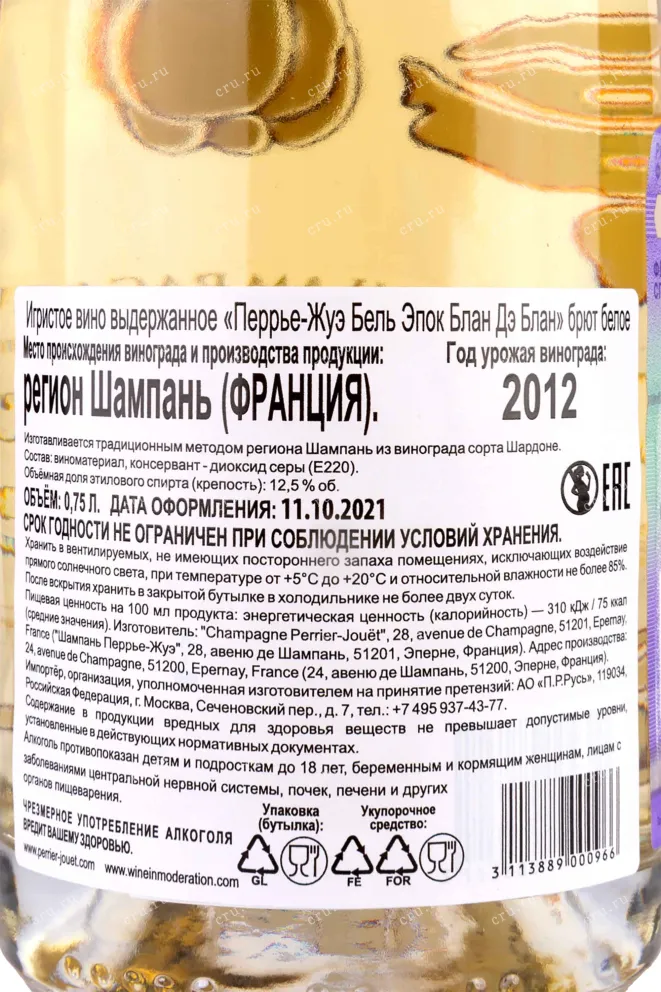 Игристое вино выдержанное «Перрье-Жуэ Бель Эпок Блан Дэ Блан» брют белое
Место происхождения винограда и производства продукции:
регион Шампань (ФРАНЦИЯ).
Год урожая винограда:
2012
Изготавливается традиционным методом региона Шампань из винограда сорта Шардоне.
Состав: виноматериал, консервант - диоксид серы (Е220).
Объёмная доля этилового спирта (крепость): 12,5 % об.
ОБЪЁМ: 0,75 Л. ДАТА ОФОРМЛЕНИЯ: 11.10.2021
EAC
СРОК ГОДНОСТИ НЕ ОГРАНИЧЕН ПРИ СОБЛЮДЕНИИ УСЛОВИЙ ХРАНЕНИЯ.
Хранить в вентилируемых, не имеющих постороннего запаха помещениях, исключающих воздействие
прямого солнечного света, при температуре от +5°С до +20°С и относительной влажности не более 85%.
После вскрытия хранить в закрытой бутылке в холодильнике не более двух суток.
Пищевая ценность на 100 мл продукта: энергетическая ценность (калорийность) — 310 кДж / 75 ккал
(средние значения). Изготовитель: "Champagne Perrier-Jouët", 28, avenue de Champagne, 51201, Epernay,
France ("Шампань Перрье-Жуэ", 28, авеню де Шампань, 51201, Эперне, Франция). Адрес производства:
24, avenue de Champagne, 51200, Epernay, France (24, авеню де Шампань, 51200, Эперне, Франция).
Импортёр, организация, уполномоченная изготовителем на принятие претензий: АО «П.Р.Русь», 119034,
Российская Федерация, г. Москва, Сеченовский пер., д. 7, тел.: +7 495 937-43-77.
Содержание в продукции вредных для здоровья веществ не превышает допустимые уровни,
установленные в действующих нормативных документах.
Алкоголь противопоказан детям и подросткам до 18 лет, беременным и кормящим женщинам, лицам с
заболеваниями центральной нервной системы, почек, печени и других
органов пищеварения.
ЧРЕЗМЕРНОЕ УПОТРЕБЛЕНИЕ АЛКОГОЛЯ
ВРЕДИТ ВАШЕМУ ЗДОРОВЬЮ.
www.perrier-jouet.com www.wineinmoderation.com
Упаковка
(бутылка):
GL
Укупорочное
средство:
FE
FOR
3 113889 000966
cru.ru